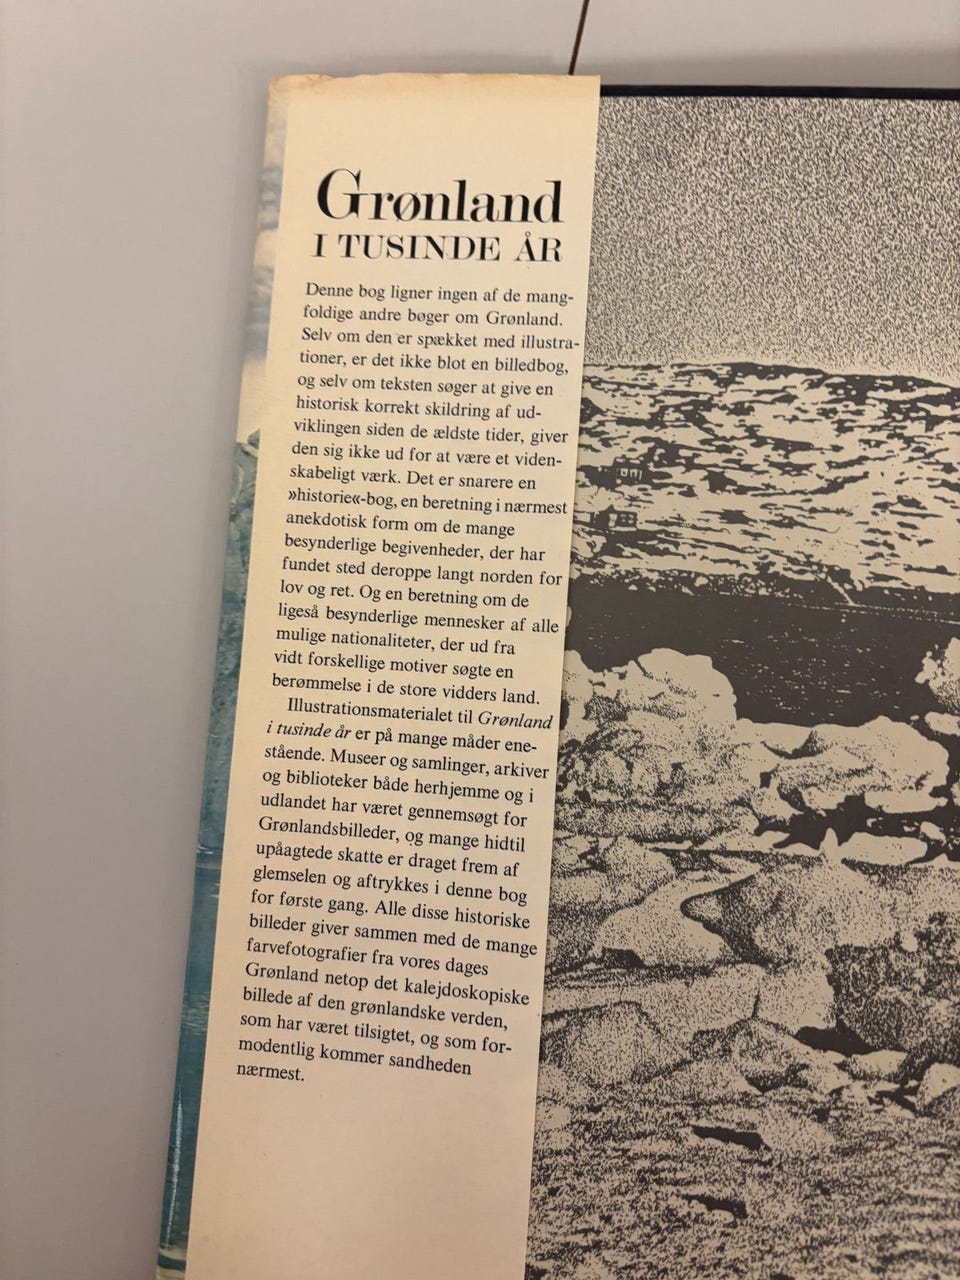 Grønland
I TUSINDE ÅR
Denne bog ligner ingen af de mang-
foldige andre bøger om Grønland.
Selv om den er spækket med illustra-
tioner, er det ikke blot en billedbog,
og selv om teksten søger at give en
historisk korrekt skildring af ud-
viklingen siden de ældste tider, giver
den sig ikke ud for at være et viden-
skabeligt værk. Det er snarere en
»historie«-bog, en beretning i nærmest
anekdotisk form om de mange
besynderlige begivenheder, der har
fundet sted deroppe langt norden for
lov og ret. Og en beretning om de
ligeså besynderlige mennesker af alle
mulige nationaliteter, der ud fra
vidt forskellige motiver søgte en
berømmelse i de store vidders land.
Illustrationsmaterialet til Grønland
i tusinde år er på mange måder ene-
stående. Museer og samlinger, arkiver
og biblioteker både herhjemme og i
udlandet har været gennemsøgt for
Grønlandsbilleder, og mange hidtil
upåagtede skatte er draget frem af
glemselen og aftrykkes i denne bog
for første gang. Alle disse historiske
billeder giver sammen med de mange
farvefotografier fra vores dages
Grønland netop det kalejdoskopiske
billede af den grønlandske verden,
som har været tilsigtet, og som for-
modentlig kommer sandheden
nærmest.